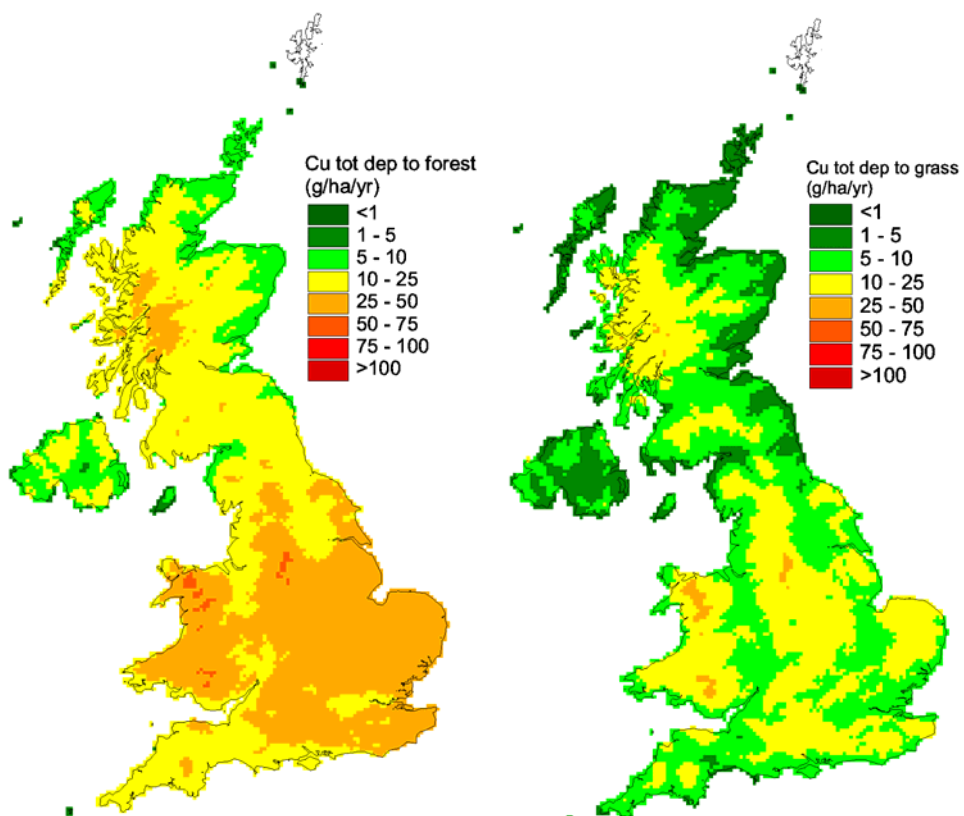 Cu tot dep to forest
(g/ha/yr)
<1
1 - 5
5 - 10
10 - 25
25 - 50
50 - 75
75 - 100
>100
Cu tot dep to grass
(g/ha/yr)
<1
1 - 5
5 - 10
10 - 25
25 - 50
50 - 75
75 - 100
>100